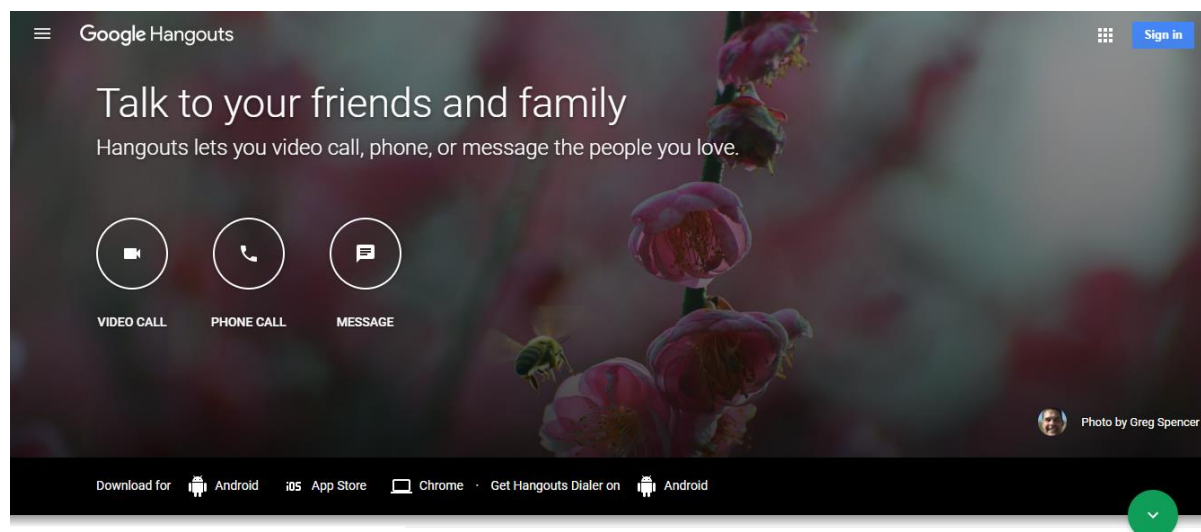 Google Hangouts
Sign in
Talk to your friends and family
Hangouts lets you video call, phone, or message the people you love.
VIDEO CALL PHONE CALL MESSAGE
Photo by Greg Spencer
Download for Android iOS App Store Chrome · Get Hangouts Dialer on Android